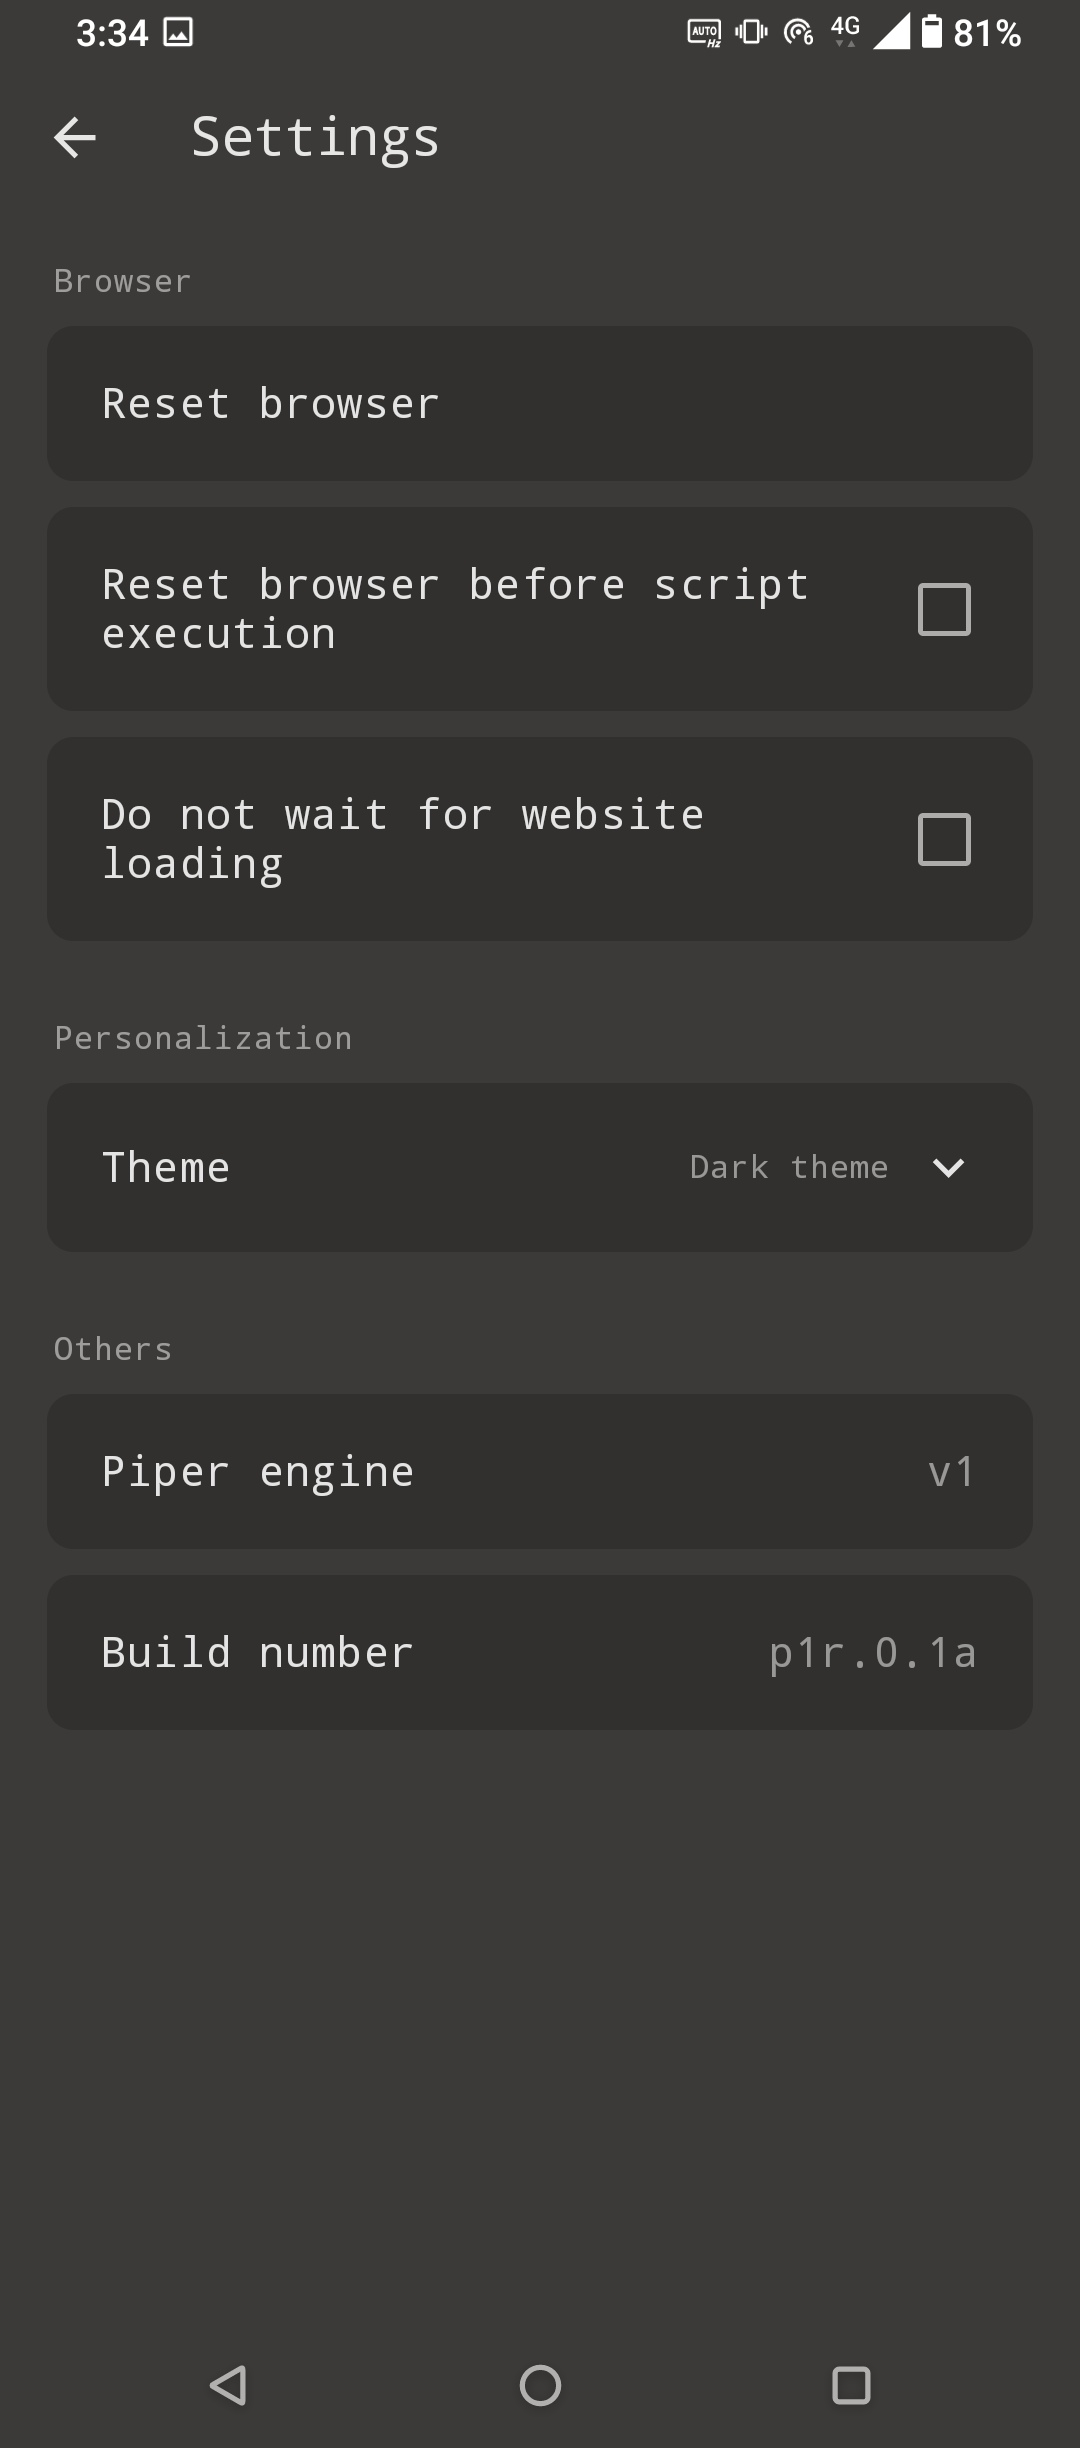 3:34
AUTO Hz
6
4G
81%
Settings
Browser
Reset browser
Reset browser before script
execution
Do not wait for website
loading
Personalization
Theme
Dark theme
Others
Piper engine
v1
Build number
p1r.0.1a